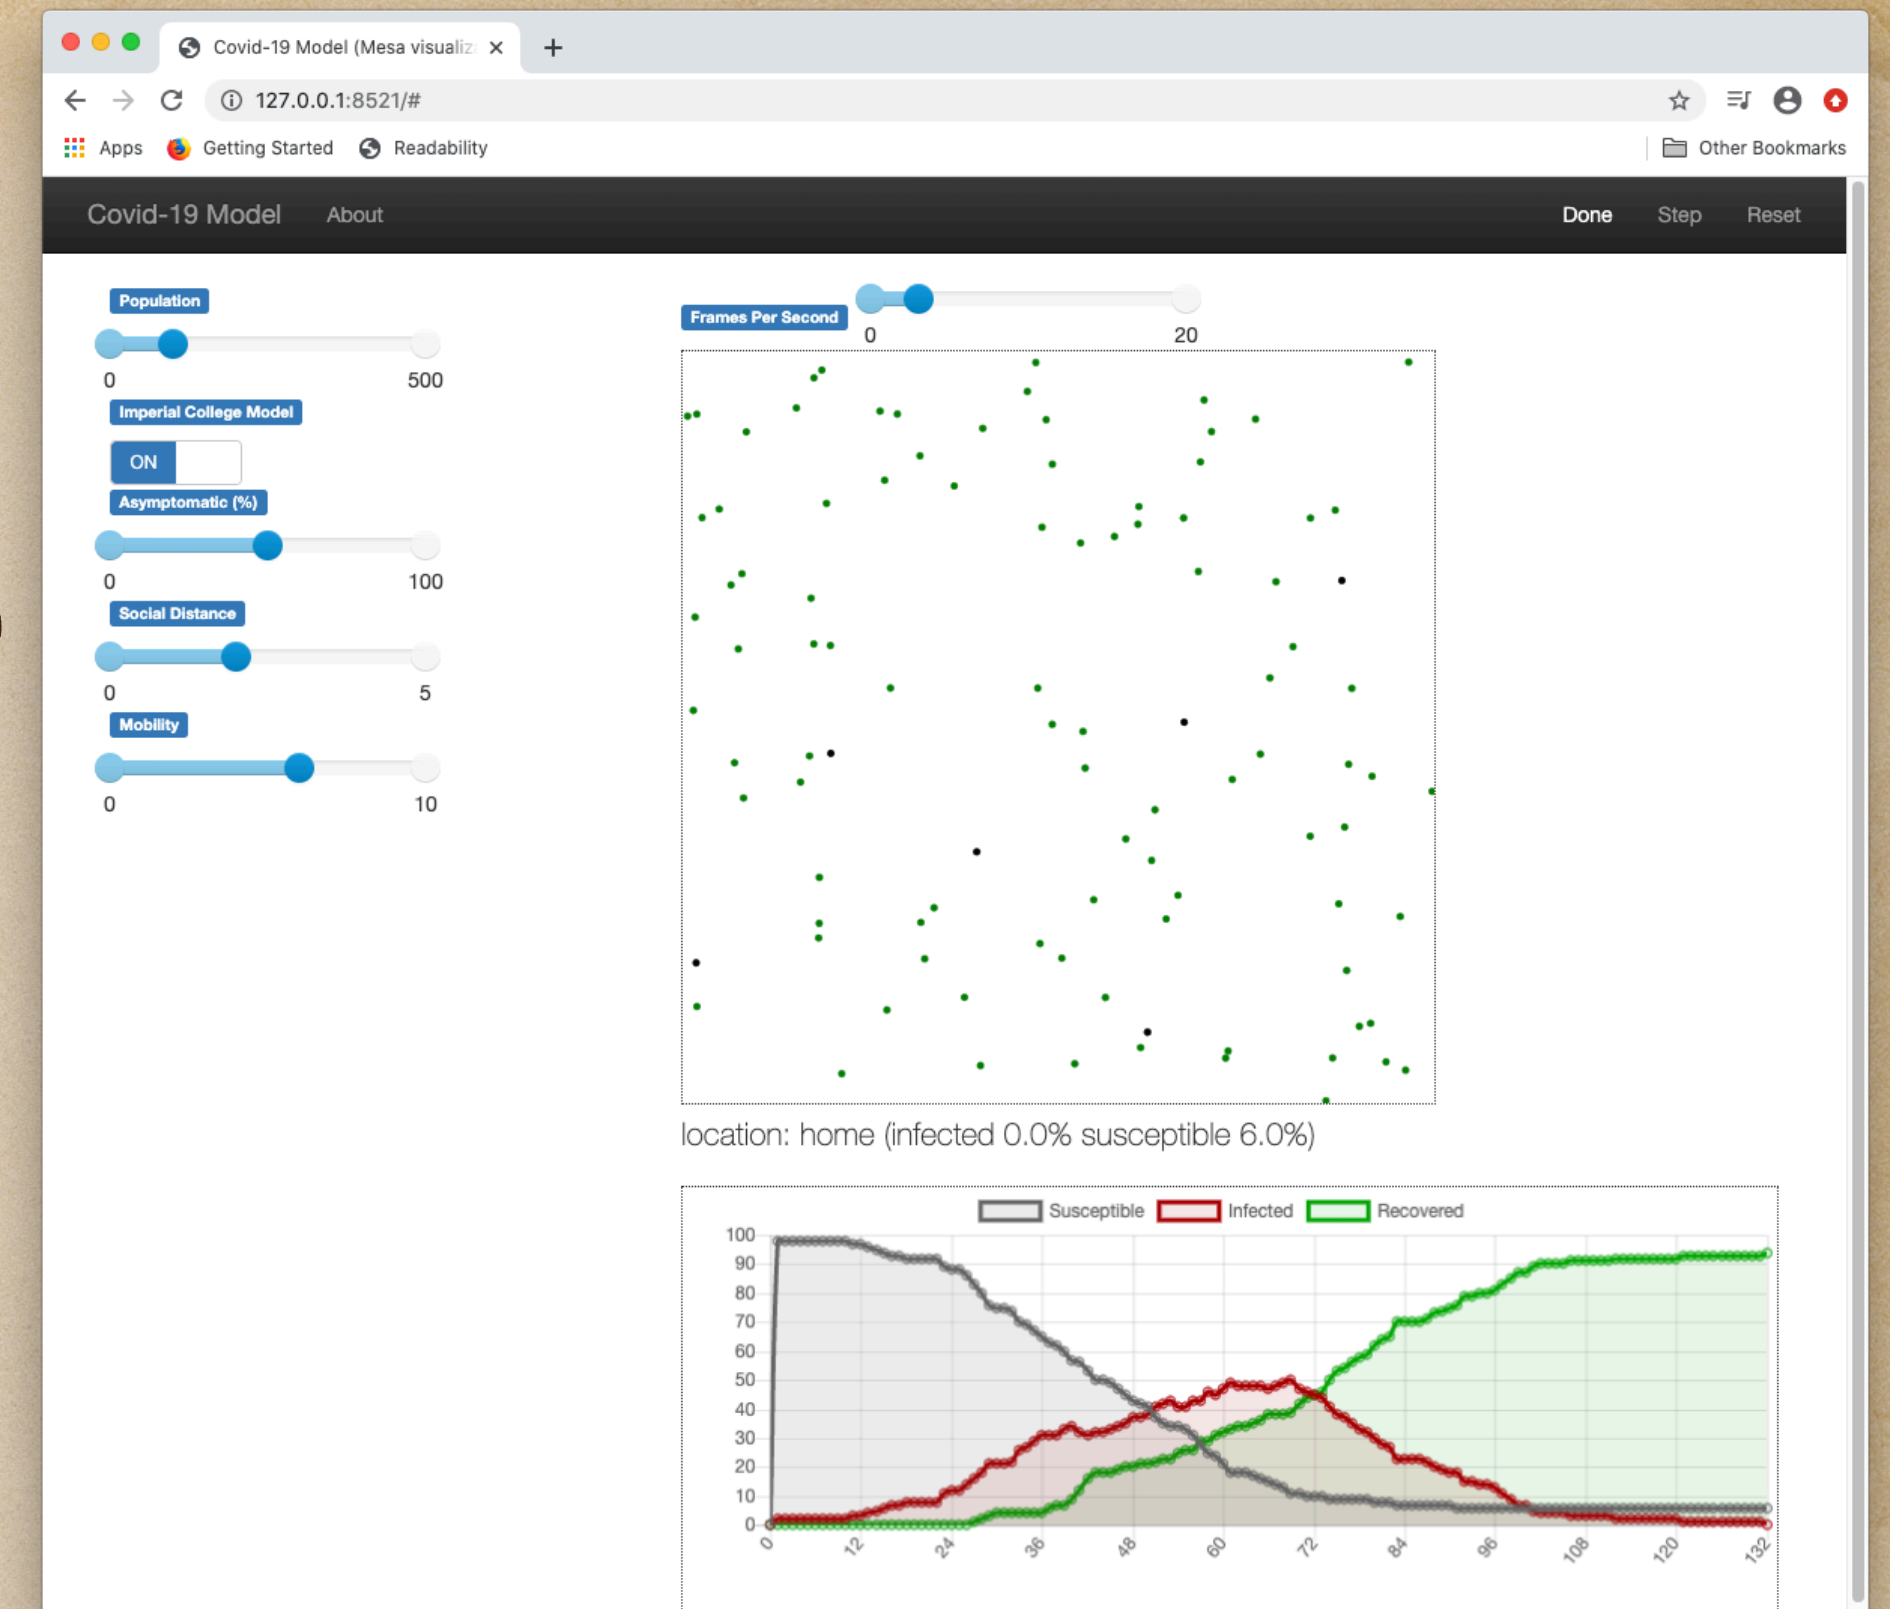 Covid-19 Model (Mesa visualiz
127.0.0.1:8521/#
Apps Getting Started Readability Other Bookmarks
Covid-19 Model About Done Step Reset
Population
0 500
Imperial College Model
ON
Asymptomatic (%)
0 100
Social Distance
0 5
Mobility
0 10
Frames Per Second
0 20
location: home (infected 0.0% susceptible 6.0%)
Susceptible Infected Recovered
100
90
80
70
60
50
40
30
20
10
0
0 12 24 36 48 60 72 84 96 108 120 132